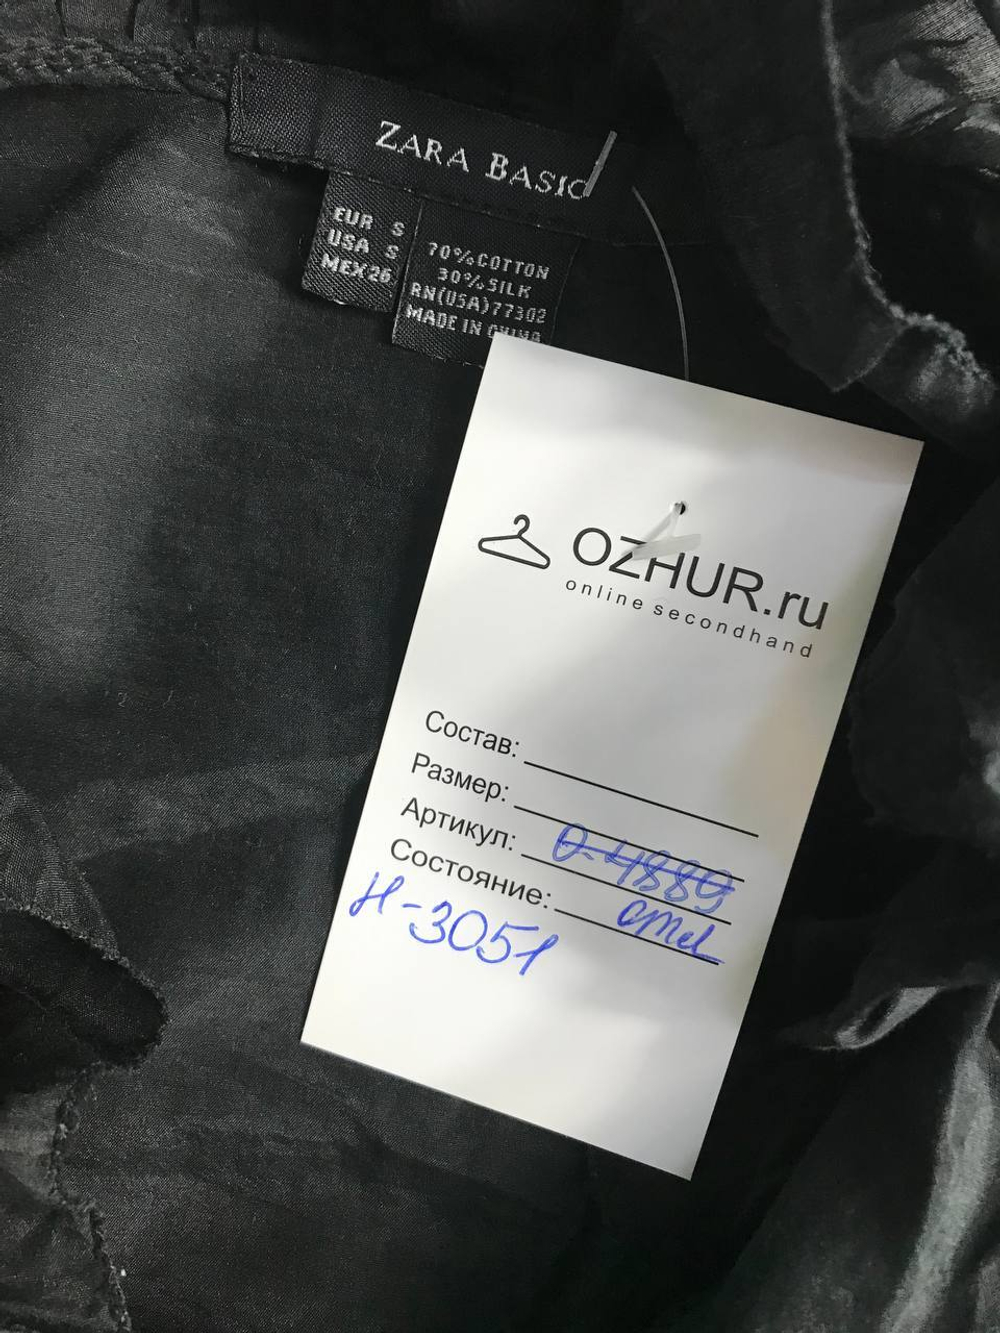 ZARA BASIC
EUR S
USA S
MEX 26
70%COTTON
30%SILK
RN(USA)77302
MADE IN CHINA
OZHUR.ru
online secondhand
Состав:
Размер:
Артикул: 0-4889
Состояние:
Н-3051